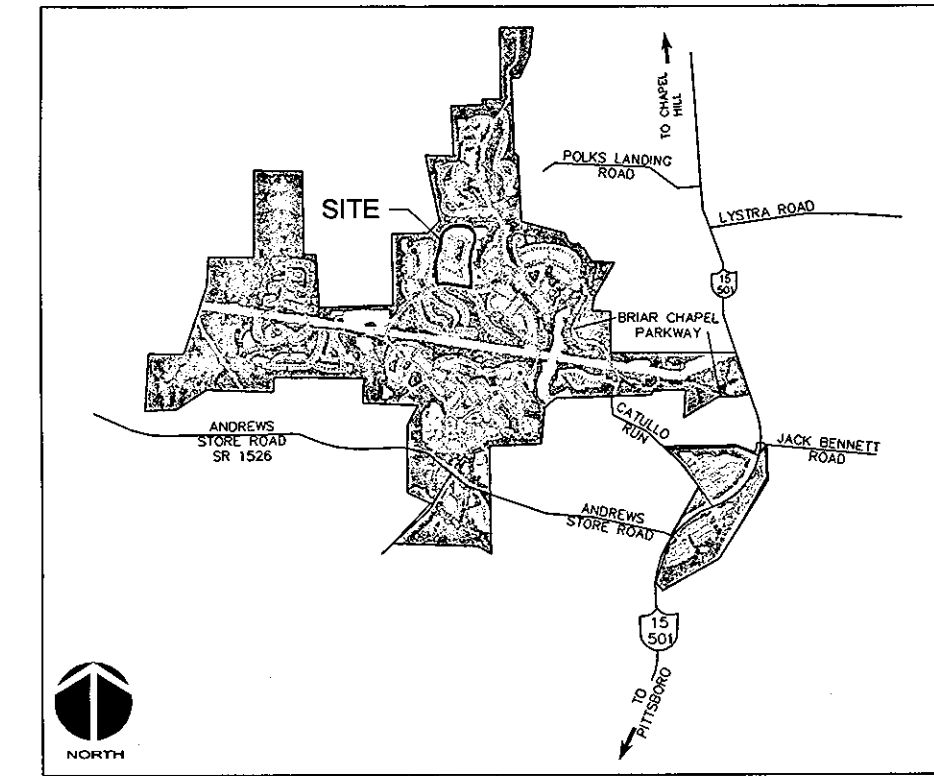 TO CHAPEL
HILL
POLKS LANDING
ROAD
SITE
LYSTRA ROAD
15
501
BRIAR CHAPEL
PARKWAY
CATULLO
RUN
ANDREWS
STORE ROAD
SR 1526
JACK BENNETT
ROAD
ANDREWS
STORE ROAD
15
501
TO
PITTSBORO
NORTH